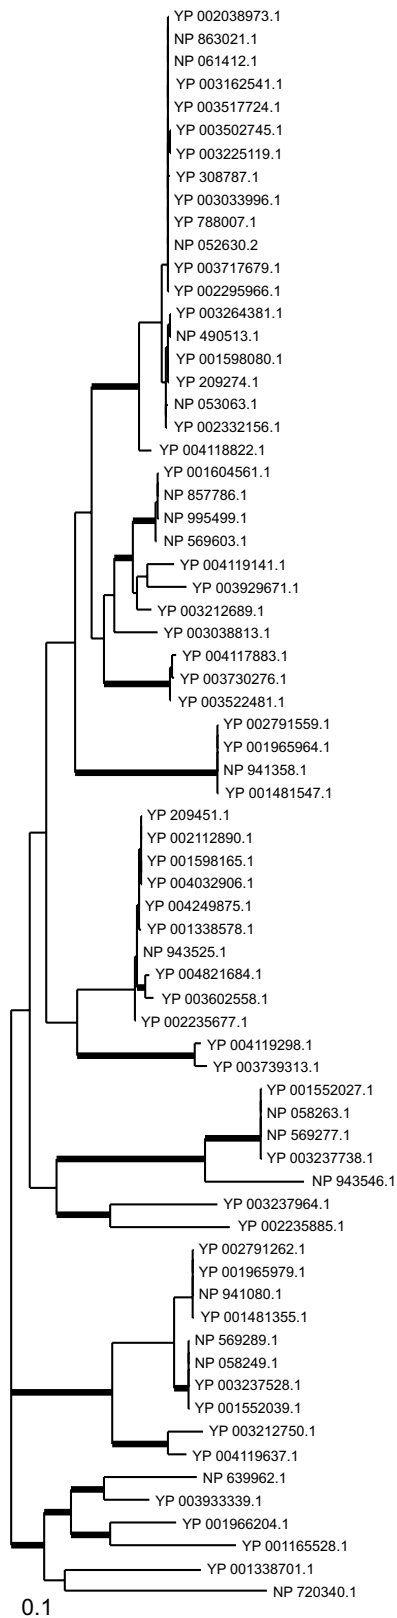 YP 002038973.1
NP 863021.1
NP 061412.1
YP 003162541.1
YP 003517724.1
YP 003502745.1
YP 003225119.1
YP 308787.1
YP 003033996.1
YP 788007.1
NP 052630.2
YP 003717679.1
YP 002295966.1
YP 003264381.1
NP 490513.1
YP 001598080.1
YP 209274.1
NP 053063.1
YP 002332156.1
YP 004118822.1
YP 001604561.1
NP 857786.1
NP 995499.1
NP 569603.1
YP 004119141.1
YP 003929671.1
YP 003212689.1
YP 003038813.1
YP 004117883.1
YP 003730276.1
YP 003522481.1
YP 002791559.1
YP 001965964.1
NP 941358.1
YP 001481547.1
YP 209451.1
YP 002112890.1
YP 001598165.1
YP 004032906.1
YP 004249875.1
YP 001338578.1
NP 943525.1
YP 004821684.1
YP 003602558.1
YP 002235677.1
YP 004119298.1
YP 003739313.1
YP 001552027.1
NP 058263.1
NP 569277.1
YP 003237738.1
NP 943546.1
YP 003237964.1
YP 002235885.1
YP 002791262.1
YP 001965979.1
NP 941080.1
YP 001481355.1
NP 569289.1
NP 058249.1
YP 003237528.1
YP 001552039.1
YP 003212750.1
YP 004119637.1
NP 639962.1
YP 003933339.1
YP 001966204.1
YP 001165528.1
YP 001338701.1
NP 720340.1
0.1